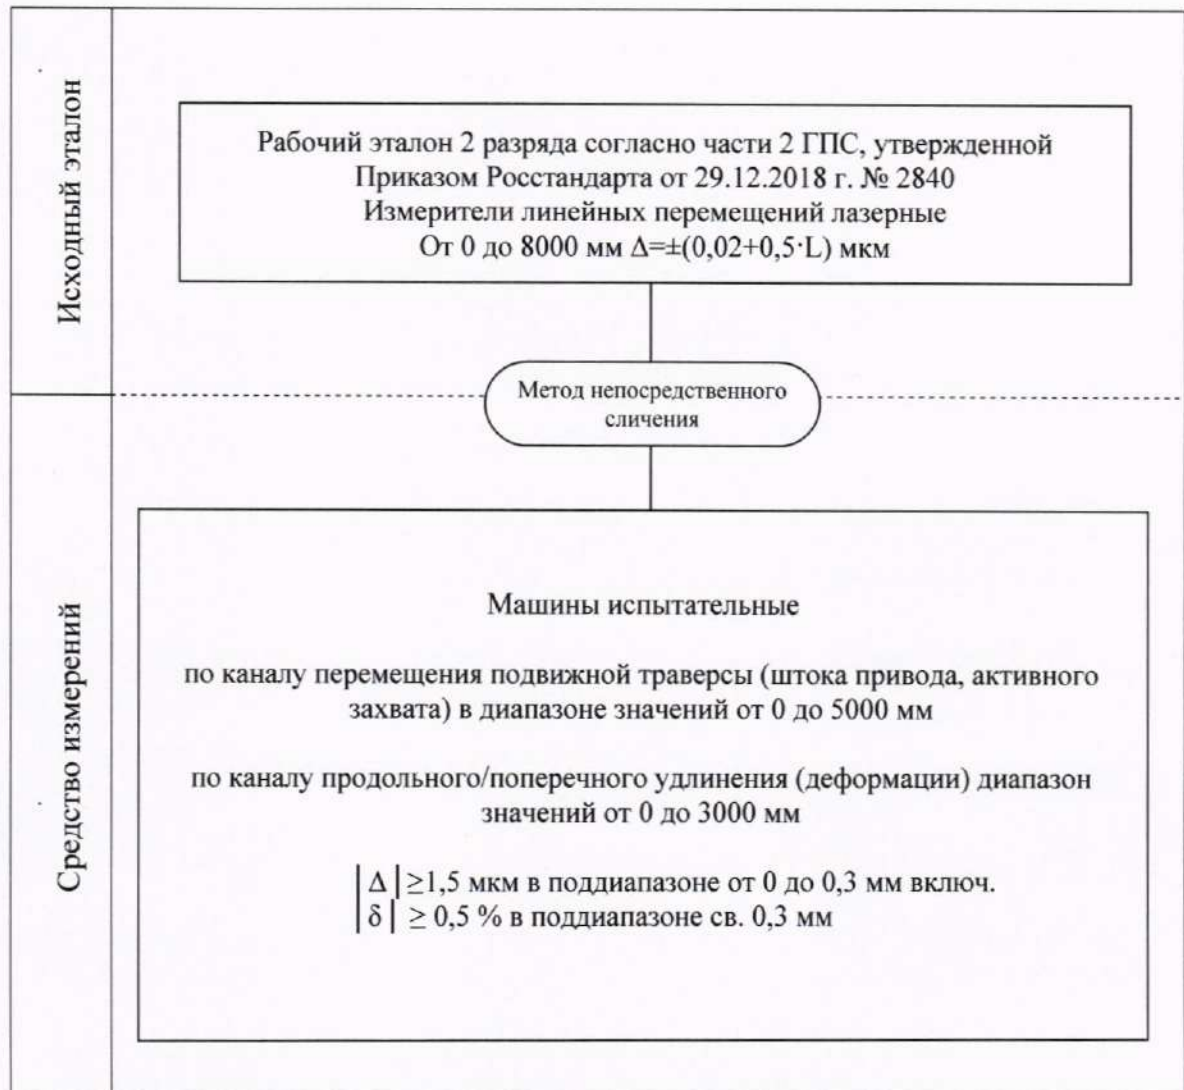 Исходный эталон
Рабочий эталон 2 разряда согласно части 2 ГПС, утвержденной
Приказом Росстандарта от 29.12.2018 г. № 2840
Измерители линейных перемещений лазерные
От 0 до 8000 мм Δ=±(0,02+0,5·L) мкм
Метод непосредственного
сличения
Средство измерений
Машины испытательные
по каналу перемещения подвижной траверсы (штока привода, активного
захвата) в диапазоне значений от 0 до 5000 мм
по каналу продольного/поперечного удлинения (деформации) диапазон
значений от 0 до 3000 мм
|Δ| ≥1,5 мкм в поддиапазоне от 0 до 0,3 мм включ.
|δ| ≥ 0,5 % в поддиапазоне св. 0,3 мм